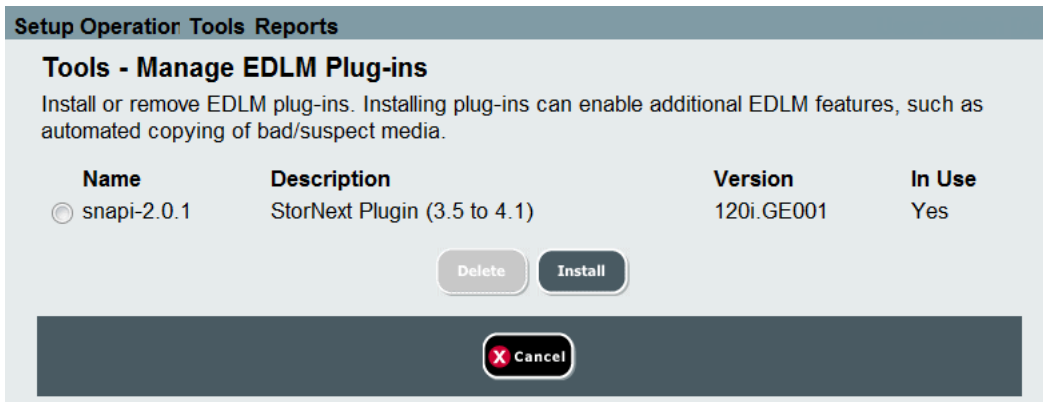 Setup Operation Tools Reports
Tools - Manage EDLM Plug-ins
Install or remove EDLM plug-ins. Installing plug-ins can enable additional EDLM features, such as
automated copying of bad/suspect media.
Name Description Version In Use
snapi-2.0.1 StorNext Plugin (3.5 to 4.1) 120i.GE001 Yes
Delete Install
X Cancel